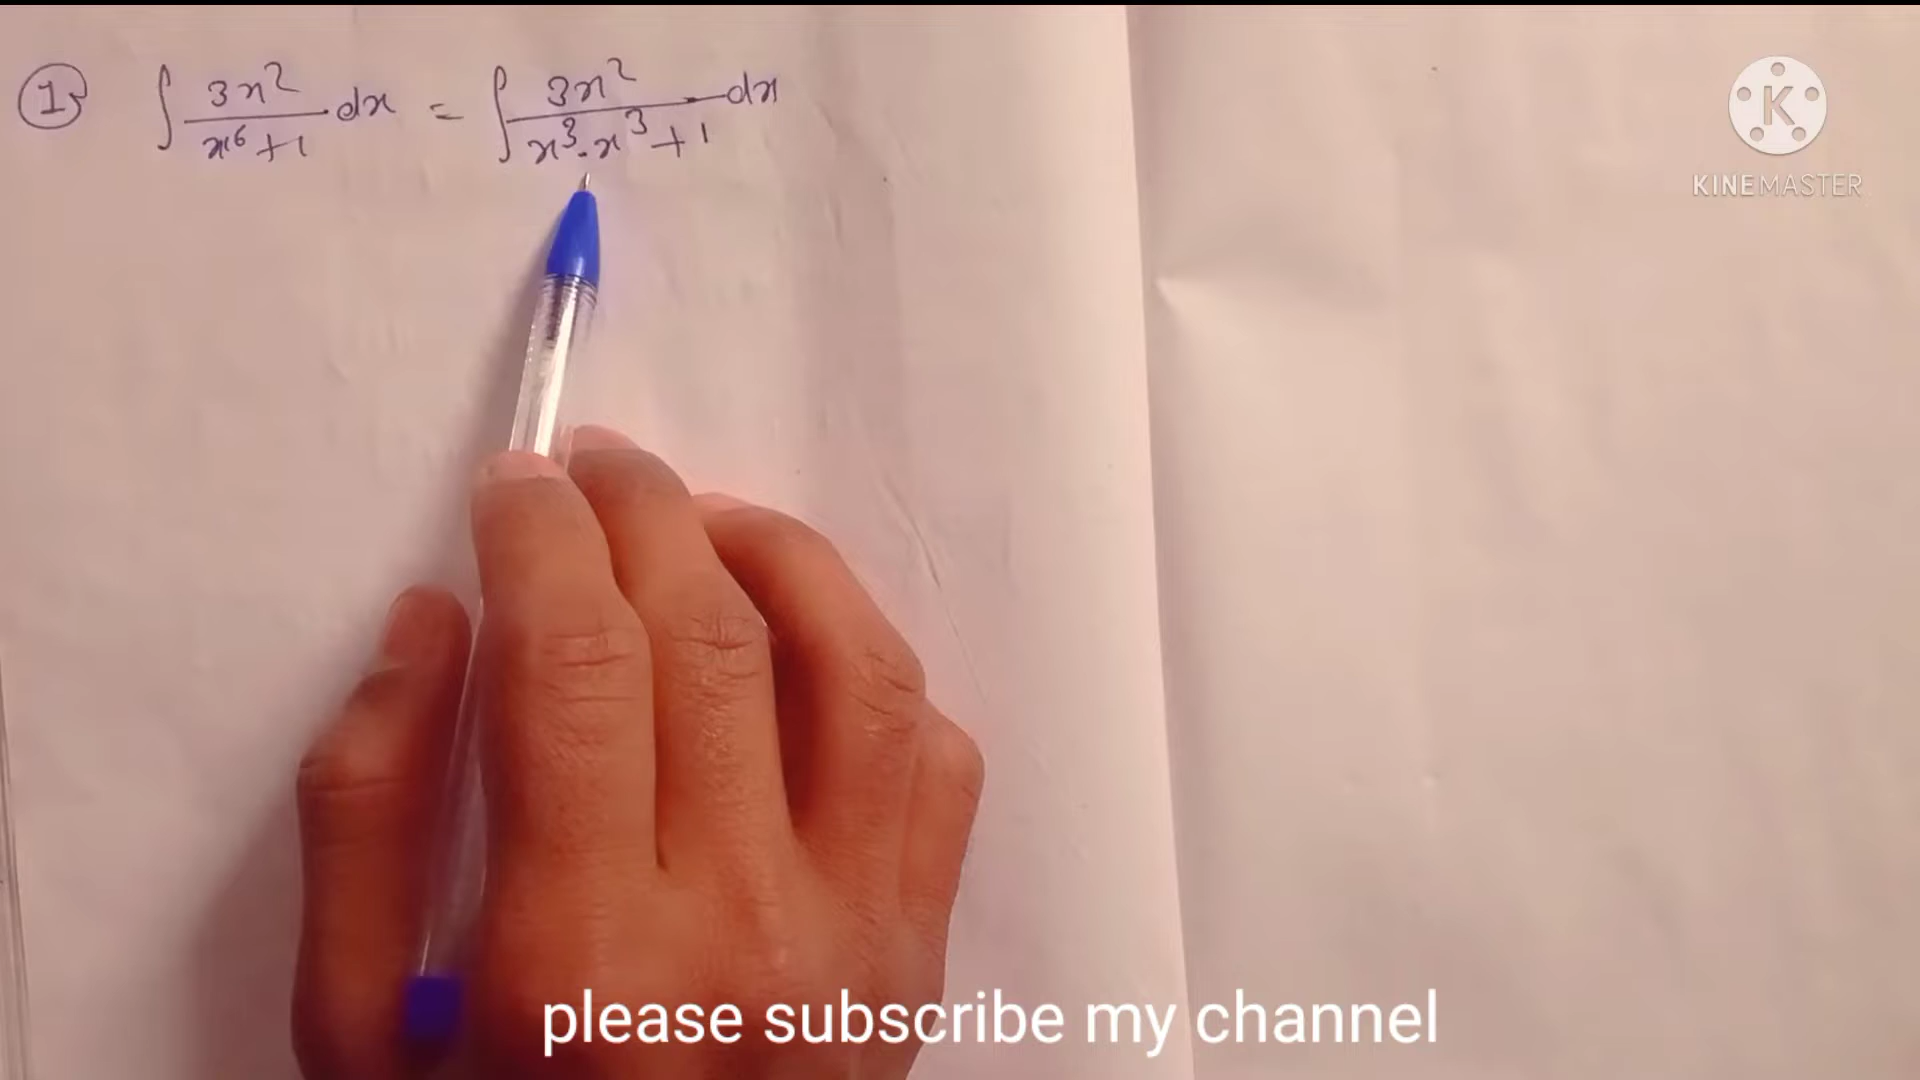 ① ∫ 3x²/(x⁶+1) dx = ∫ 3x²/(x³·x³+1) dx
KINEMASTER
please subscribe my channel